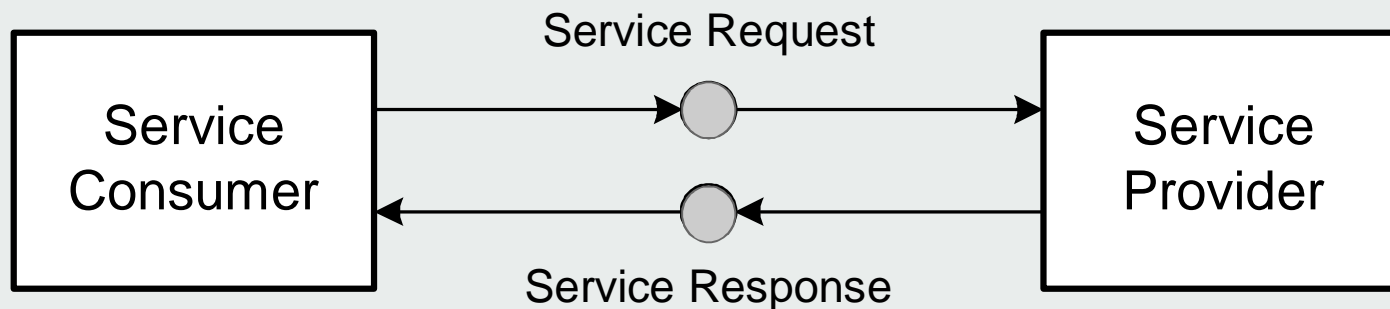 Service Request
Service
Consumer
Service
Provider
Service Response